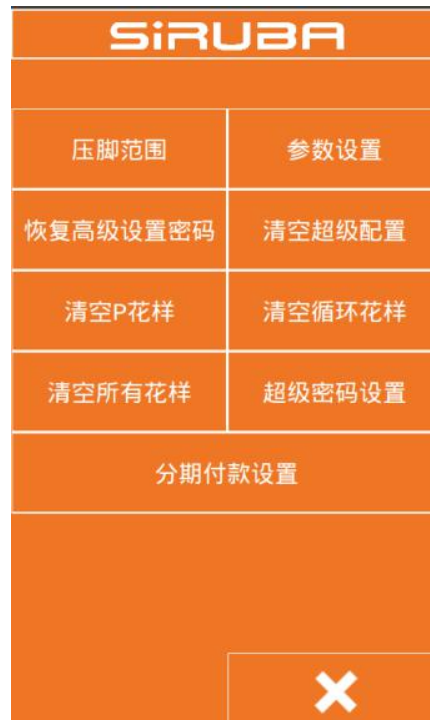 SiRUBA
压脚范围
参数设置
恢复高级设置密码
清空超级配置
清空P花样
清空循环花样
清空所有花样
超级密码设置
分期付款设置